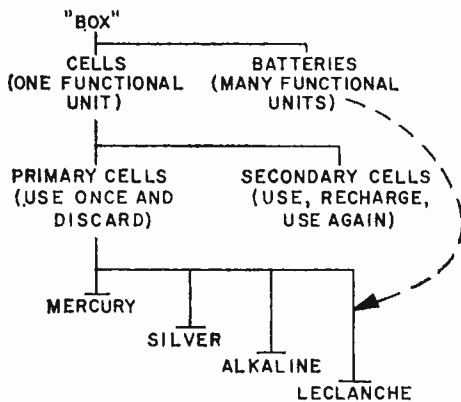 "BOX"
CELLS
(ONE FUNCTIONAL
UNIT)
BATTERIES
(MANY FUNCTIONAL
UNITS)
PRIMARY CELLS
(USE ONCE AND
DISCARD)
SECONDARY CELLS
(USE, RECHARGE,
USE AGAIN)
MERCURY
SILVER
ALKALINE
LECLANCHE